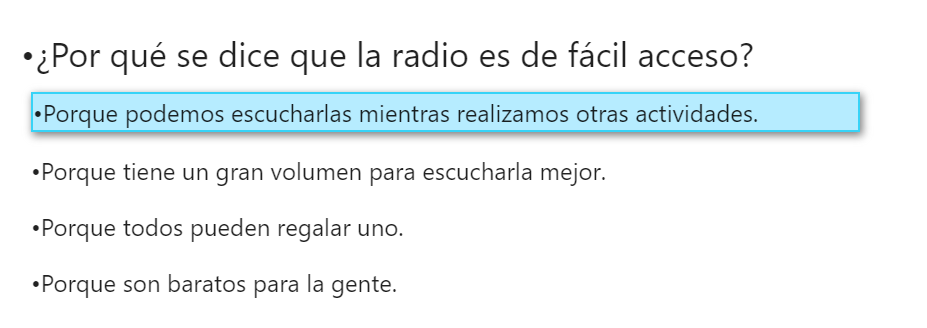 •¿Por qué se dice que la radio es de fácil acceso?
•Porque podemos escucharlas mientras realizamos otras actividades.
•Porque tiene un gran volumen para escucharla mejor.
•Porque todos pueden regalar uno.
•Porque son baratos para la gente.